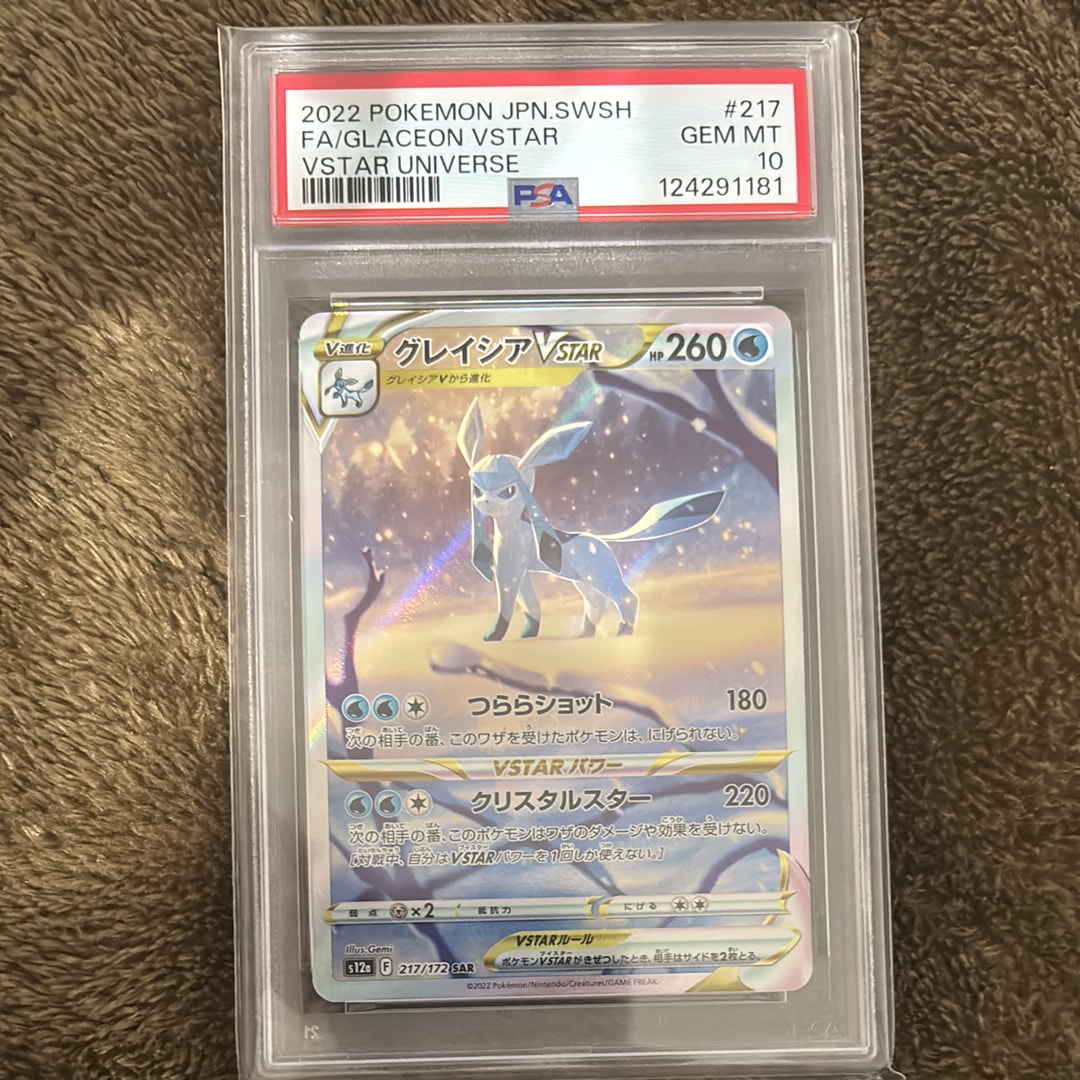 2022 POKEMON JPN.SWSH #217
FA/GLACEON VSTAR GEM MT
VSTAR UNIVERSE 10
PSA 124291181
V進化 グレイシアVSTAR HP 260
グレイシアVから進化
つららショット 180
次の相手の番、このワザを受けたポケモンは、にげられない。
VSTARパワー
クリスタルスター 220
次の相手の番、このポケモンはワザのダメージや効果を受けない。
[対戦中、自分はVSTARパワーを1回しか使えない。]
弱点 ×2 抵抗力 にげる
VSTARルール
ポケモンVSTARがきぜつしたとき、相手はサイドを2枚とる。
Illus. Gemi
s12a F 217/172 SAR
©2022 Pokémon/Nintendo/Creatures/GAME FREAK.